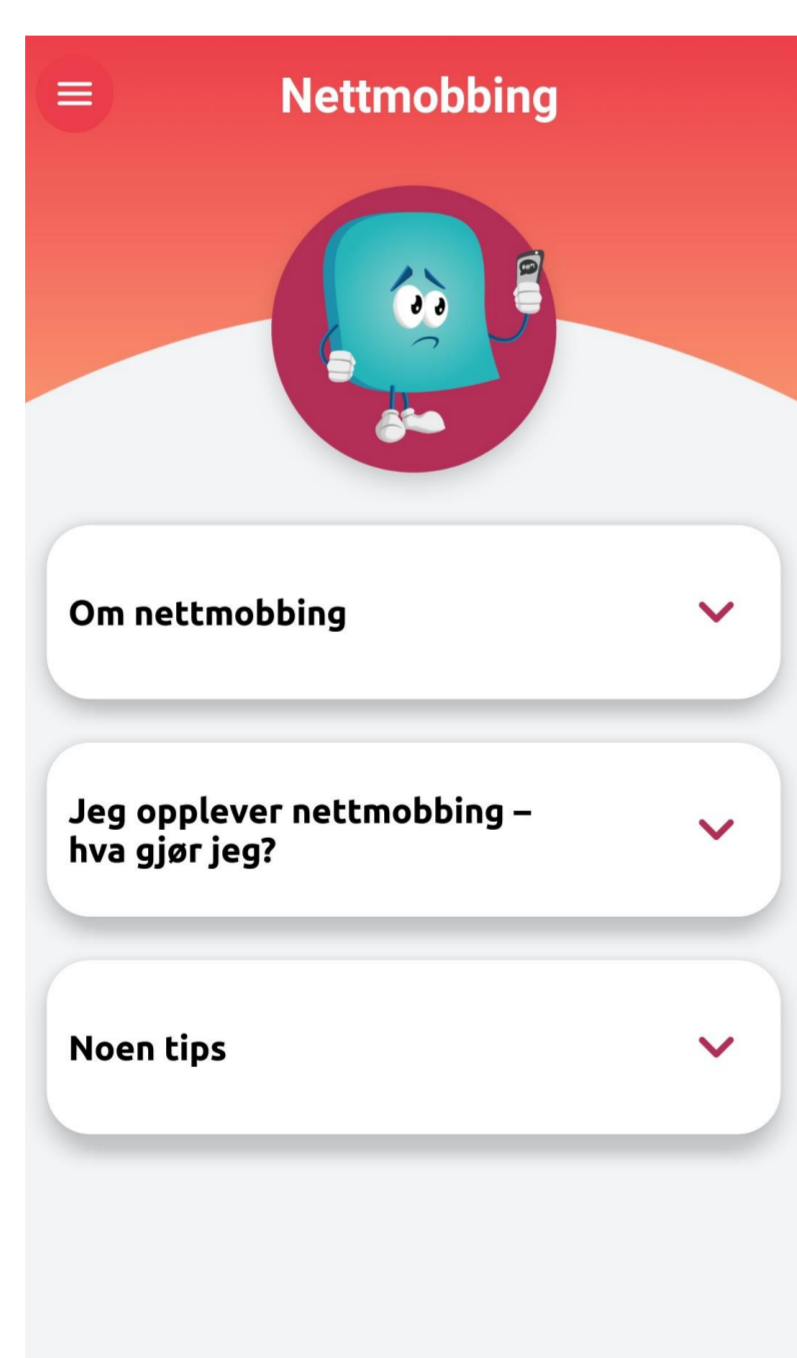 Nettmobbing
Om nettmobbing
Jeg opplever nettmobbing –
hva gjør jeg?
Noen tips